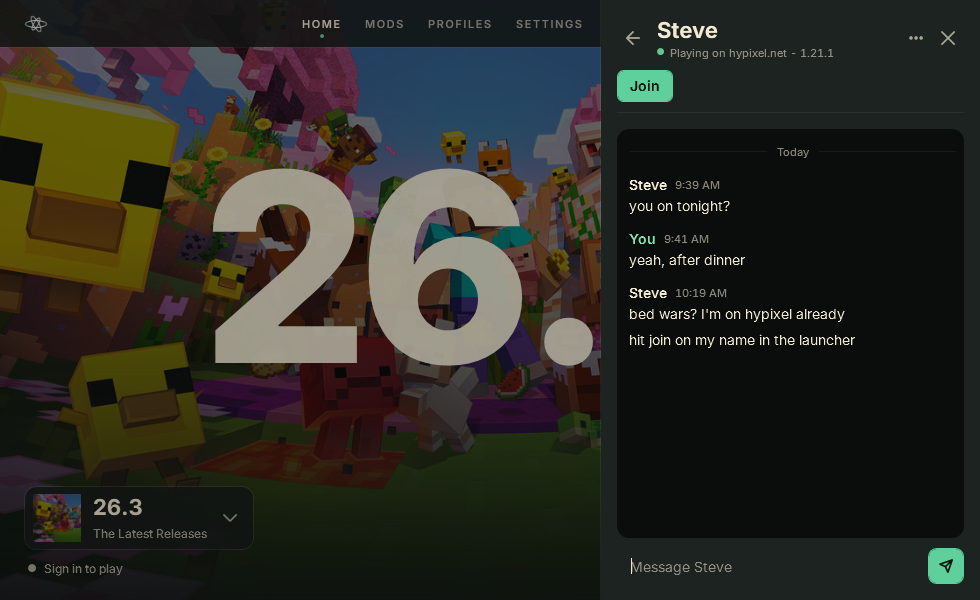 HOME MODS PROFILES SETTINGS
26.
26.3
The Latest Releases
Sign in to play
Steve
Playing on hypixel.net - 1.21.1
Join
Today
Steve 9:39 AM
you on tonight?
You 9:41 AM
yeah, after dinner
Steve 10:19 AM
bed wars? I'm on hypixel already
hit join on my name in the launcher
Message Steve